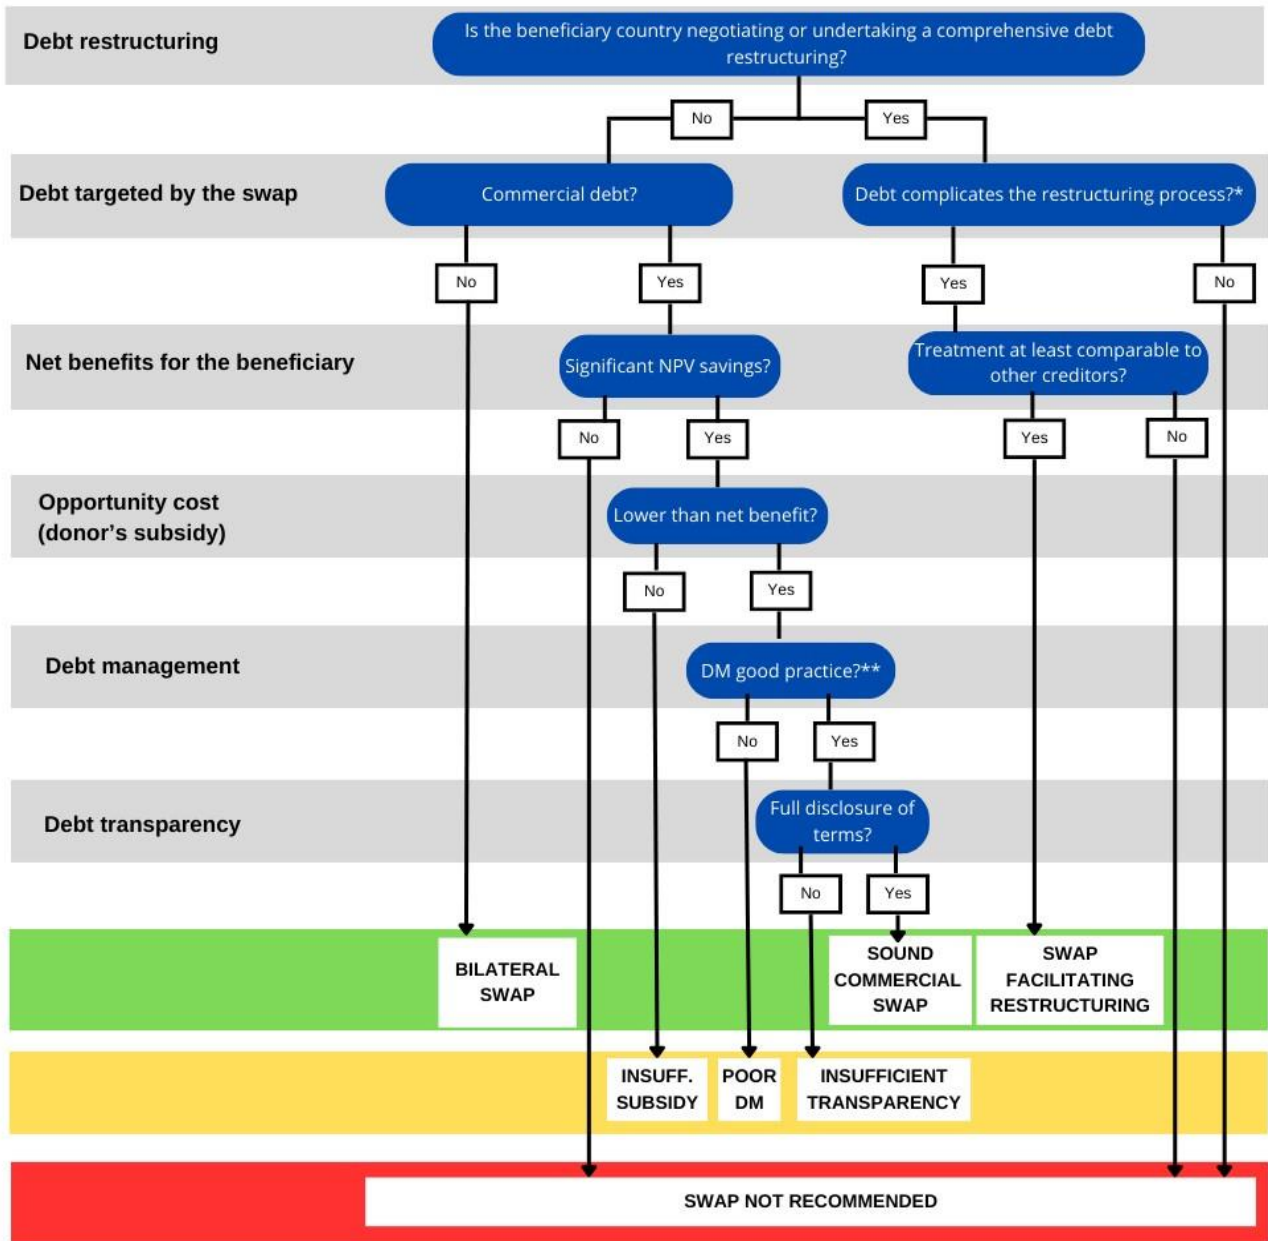 Debt restructuring
Is the beneficiary country negotiating or undertaking a comprehensive debt
restructuring?
No
Yes
Debt targeted by the swap
Commercial debt?
Debt complicates the restructuring process?*
No
Yes
Yes
No
Net benefits for the beneficiary
Significant NPV savings?
Treatment at least comparable to
other creditors?
No
Yes
Yes
No
Opportunity cost
(donor's subsidy)
Lower than net benefit?
No
Yes
Debt management
DM good practice?**
No
Yes
Debt transparency
Full disclosure of
terms?
No
Yes
BILATERAL
SWAP
SOUND
COMMERCIAL
SWAP
SWAP
FACILITATING
RESTRUCTURING
INSUFF.
SUBSIDY
POOR
DM
INSUFFICIENT
TRANSPARENCY
SWAP NOT RECOMMENDED